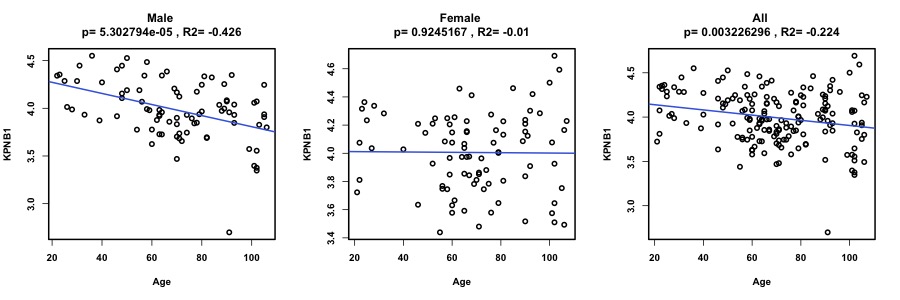 Male
p= 5.302794e-05 , R2= -0.426
KPNB1
4.5
4.0
3.5
3.0
20 40 60 80 100
Age
Female
p= 0.9245167 , R2= -0.01
KPNB1
4.6
4.4
4.2
4.0
3.8
3.6
3.4
20 40 60 80 100
Age
All
p= 0.003226296 , R2= -0.224
KPNB1
4.5
4.0
3.5
3.0
20 40 60 80 100
Age